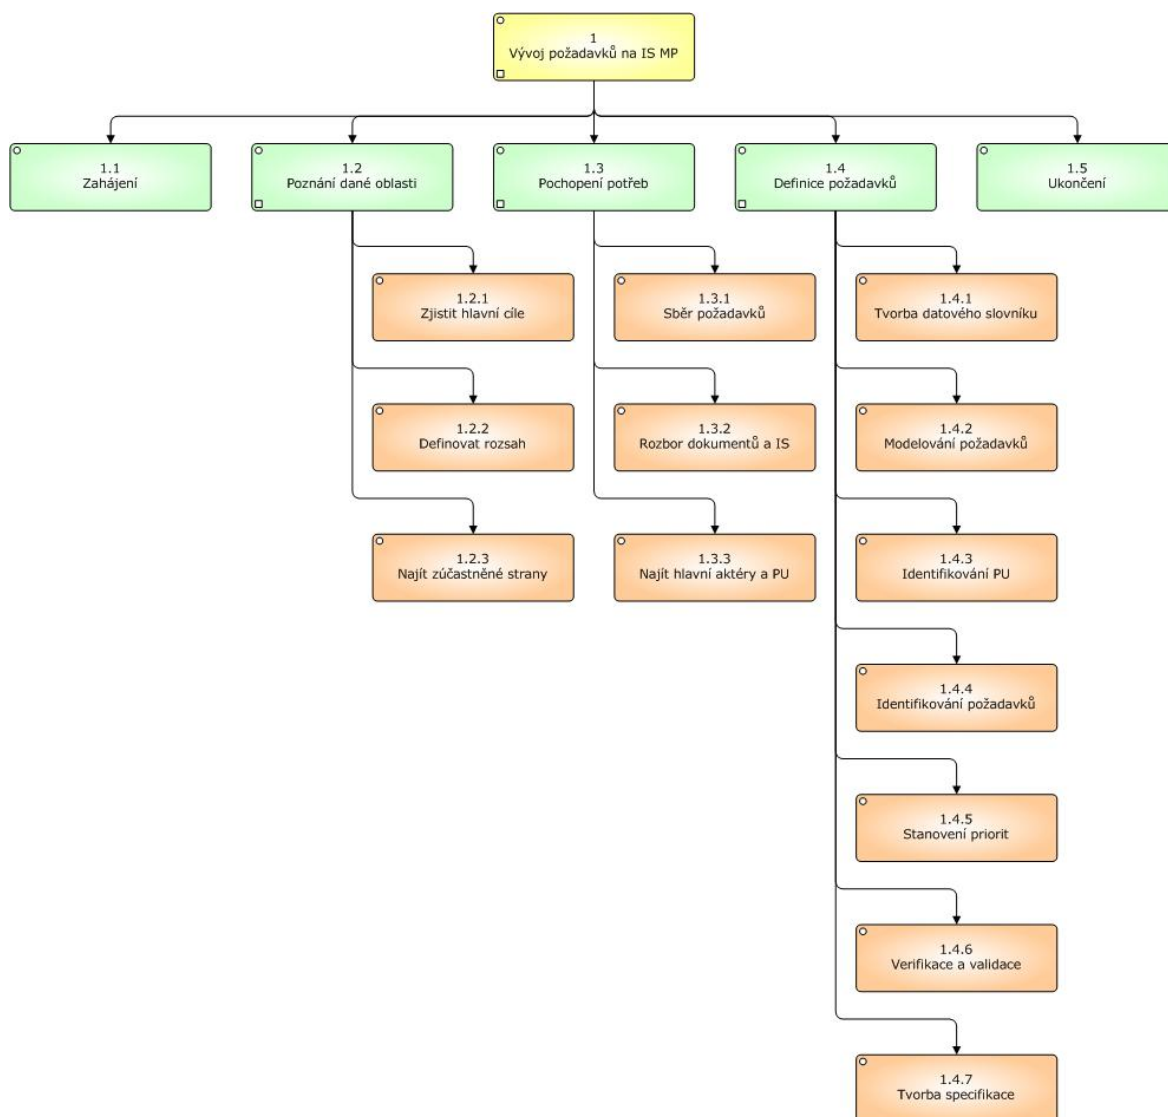 1
Vývoj požadavků na IS MP
1.1
Zahájení
1.2
Poznání dané oblasti
1.3
Pochopení potřeb
1.4
Definice požadavků
1.5
Ukončení
1.2.1
Zjistit hlavní cíle
1.3.1
Sběr požadavků
1.4.1
Tvorba datového slovníku
1.2.2
Definovat rozsah
1.3.2
Rozbor dokumentů a IS
1.4.2
Modelování požadavků
1.2.3
Najít zúčastněné strany
1.3.3
Najít hlavní aktéry a PU
1.4.3
Identifikování PU
1.4.4
Identifikování požadavků
1.4.5
Stanovení priorit
1.4.6
Verifikace a validace
1.4.7
Tvorba specifikace